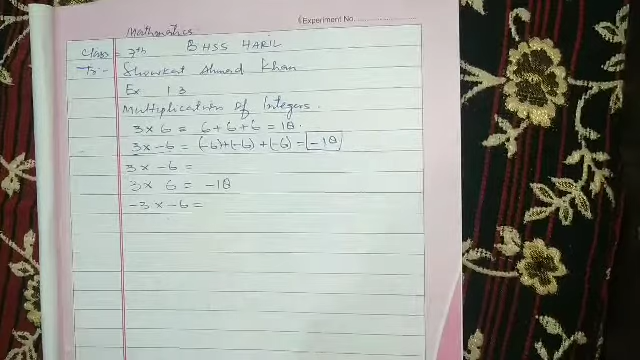 Experiment No.
Mathematics
Class = 7th BHSS HARIL
Tr - Showkat Ahmad Khan
Ex 1.3
Multiplications of Integers.
3 x 6 = 6 + 6 + 6 = 18.
3 x -6 = (-6) + (-6) + (-6) = -18
3 x -6 =
3 x 6 = -18
-3 x -6 =